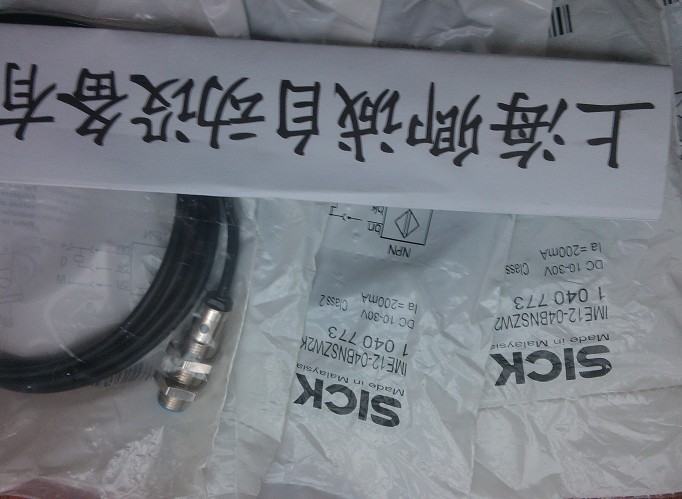 上海卿诚自动设备有
SICK
Made in Malaysia
IME12-04BNSZW2K
1 040 773
DC 10-30V Class 2
Ia =200mA
NPN
SICK
Made in Malaysia
IME12-04BNSZW2
1 040 773
DC 10-30V Class
Ia =200mA